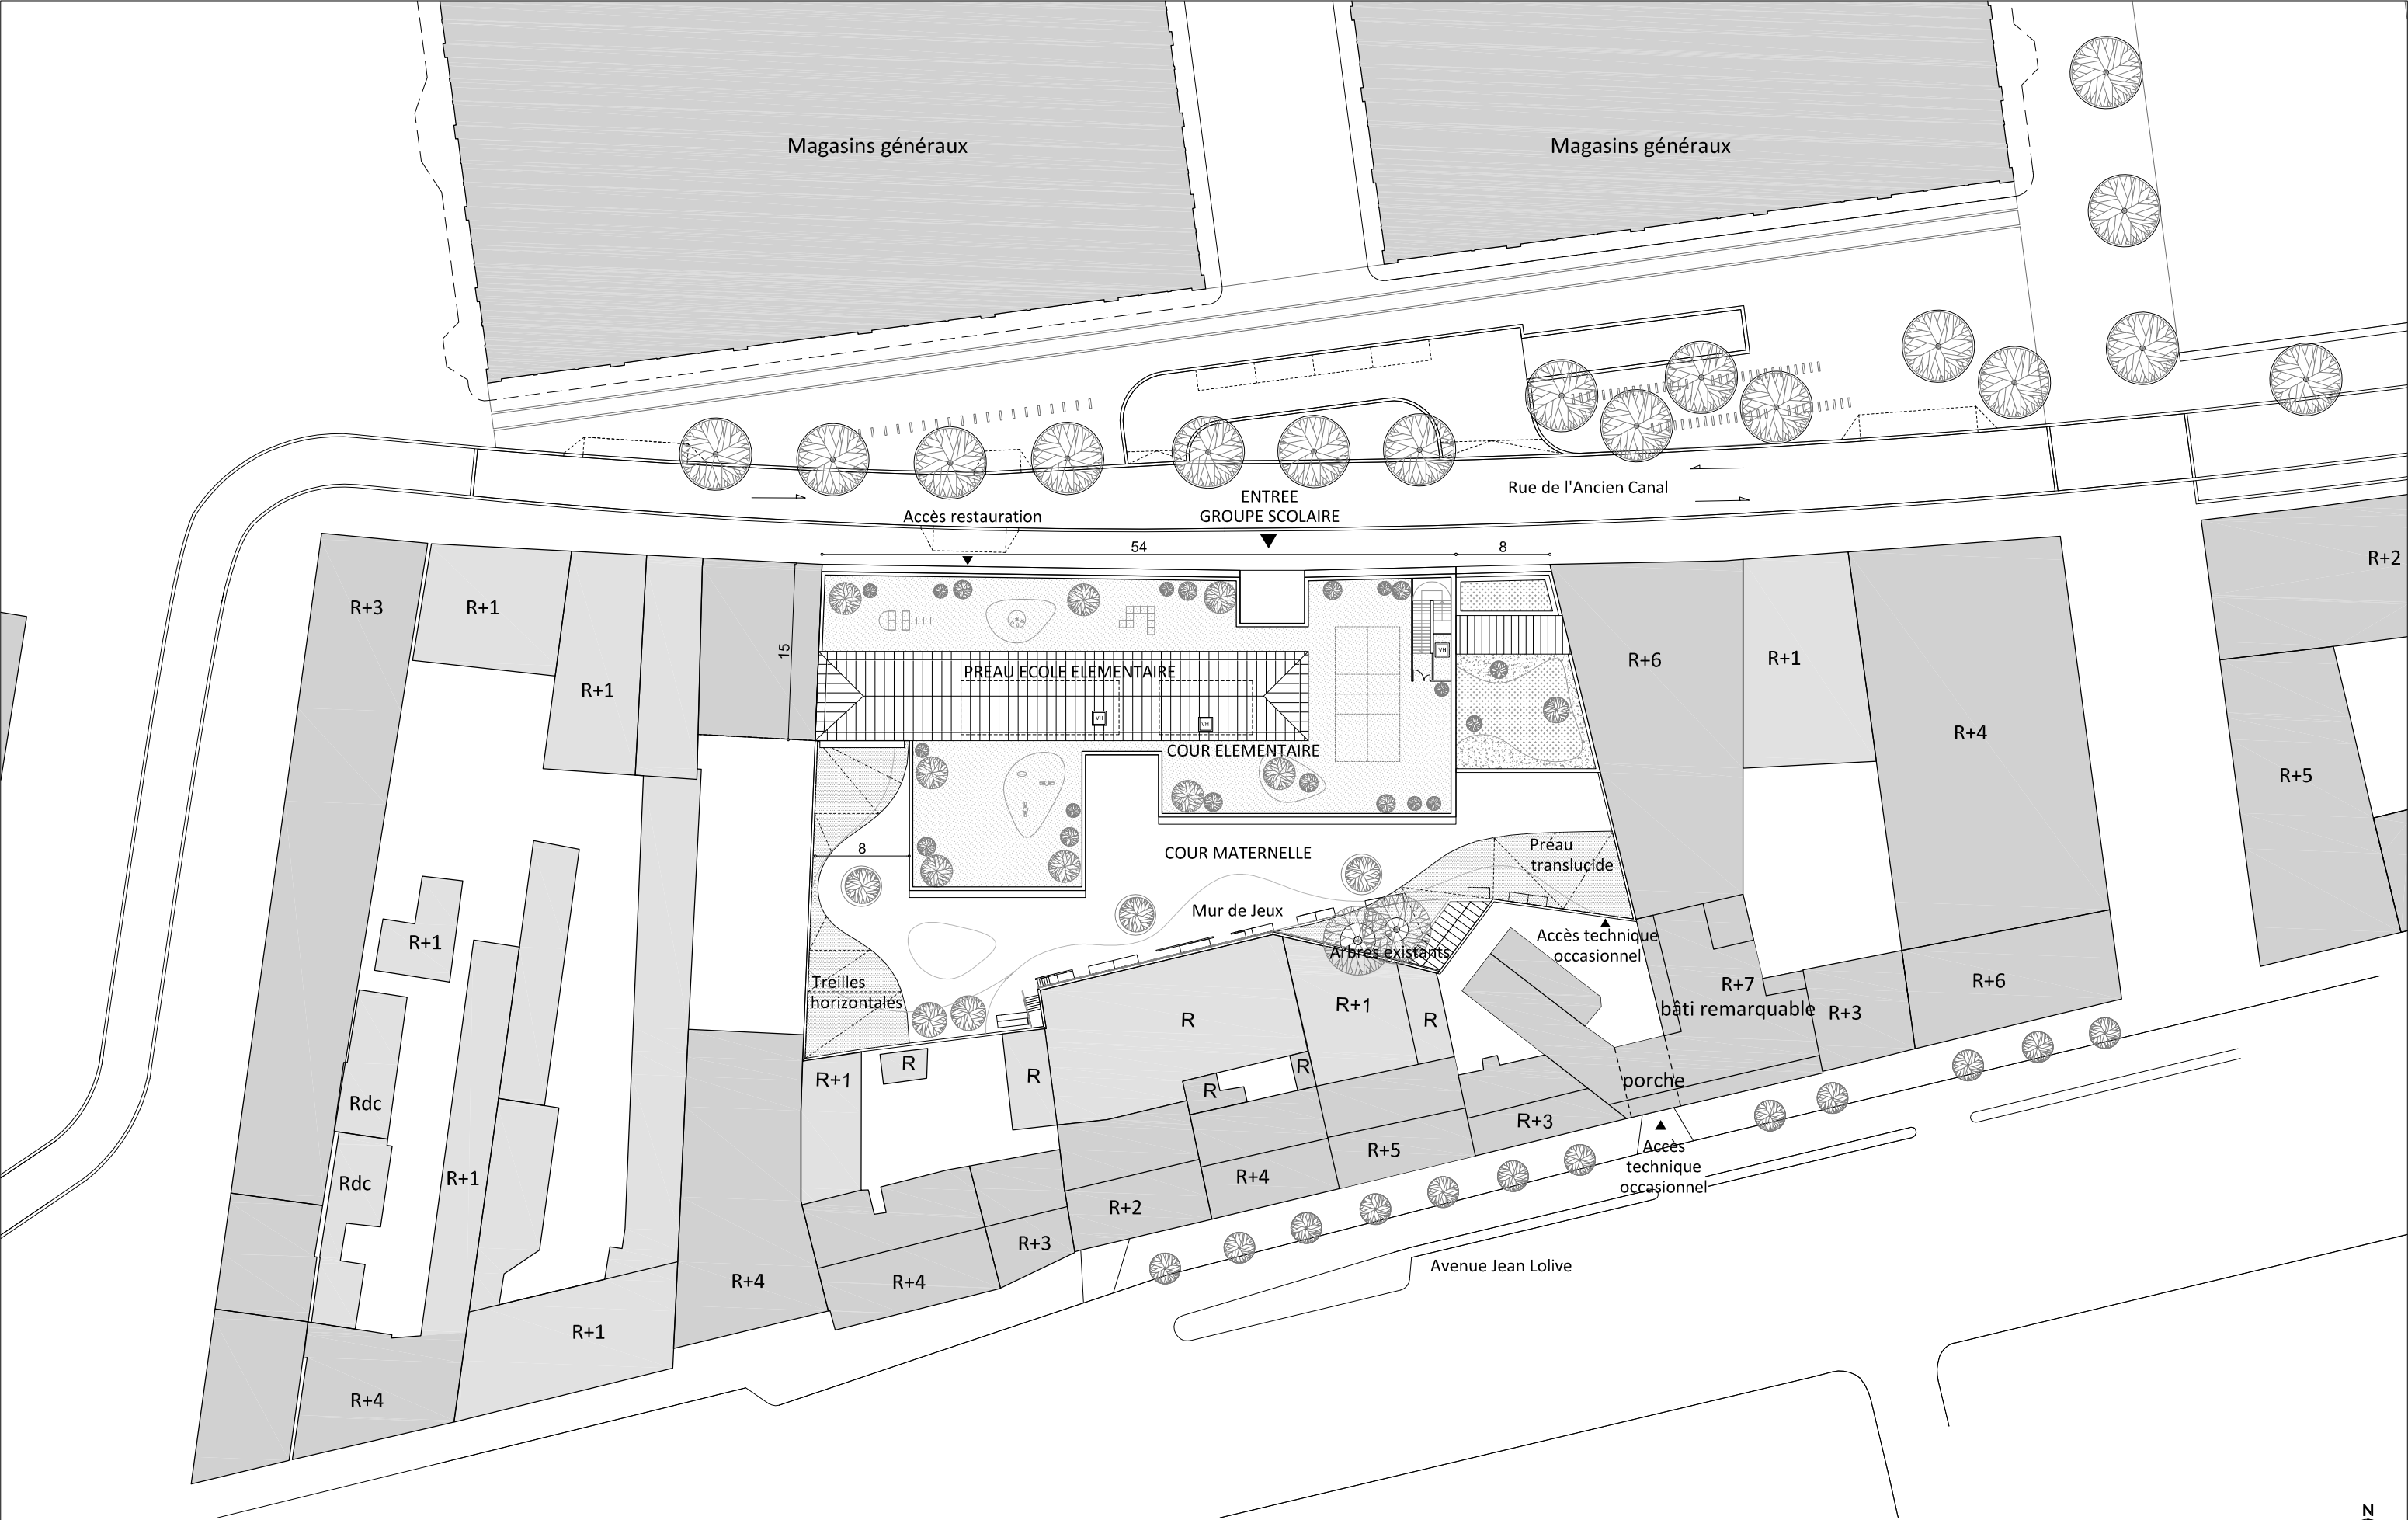 Magasins généraux
Magasins généraux
Rue de l'Ancien Canal
ENTREE
GROUPE SCOLAIRE
Accès restauration
54
8
R+2
R+3
R+1
R+1
15
PREAU ECOLE ELEMENTAIRE
VH
VH
VH
COUR ELEMENTAIRE
R+6
R+1
R+4
R+5
8
COUR MATERNELLE
Préau
translucide
Mur de Jeux
Arbres existants
Accès technique
occasionnel
R+1
Treilles
horizontales
R
R+1
R
R+7
bâti remarquable
R+3
R+6
R+1
R
R
R
R
porche
Rdc
Rdc
R+1
R+3
Accès
technique
occasionnel
R+5
R+4
R+2
R+3
R+4
R+4
Avenue Jean Lolive
R+1
R+4
N